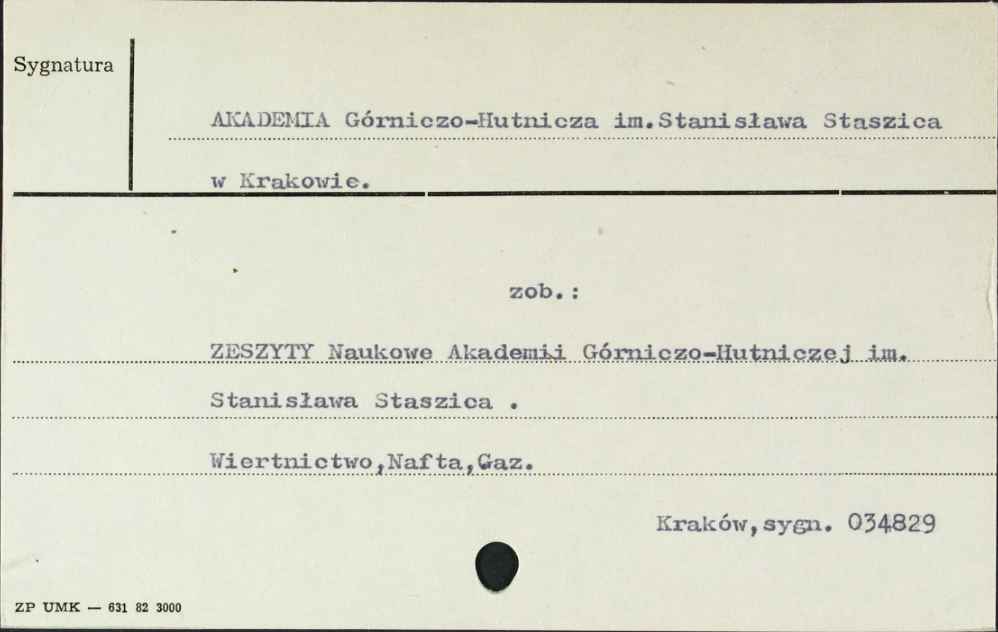 Sygnatura
AKADEMIA Górniczo-Hutnicza im.Stanisława Staszica
w Krakowie.
zob.:
ZESZYTY Naukowe Akademii Górniczo-Hutniczej im.
Stanisława Staszica .
Wiertnictwo,Nafta,Gaz.
Kraków,sygn. 034829
ZP UMK — 631 82 3000